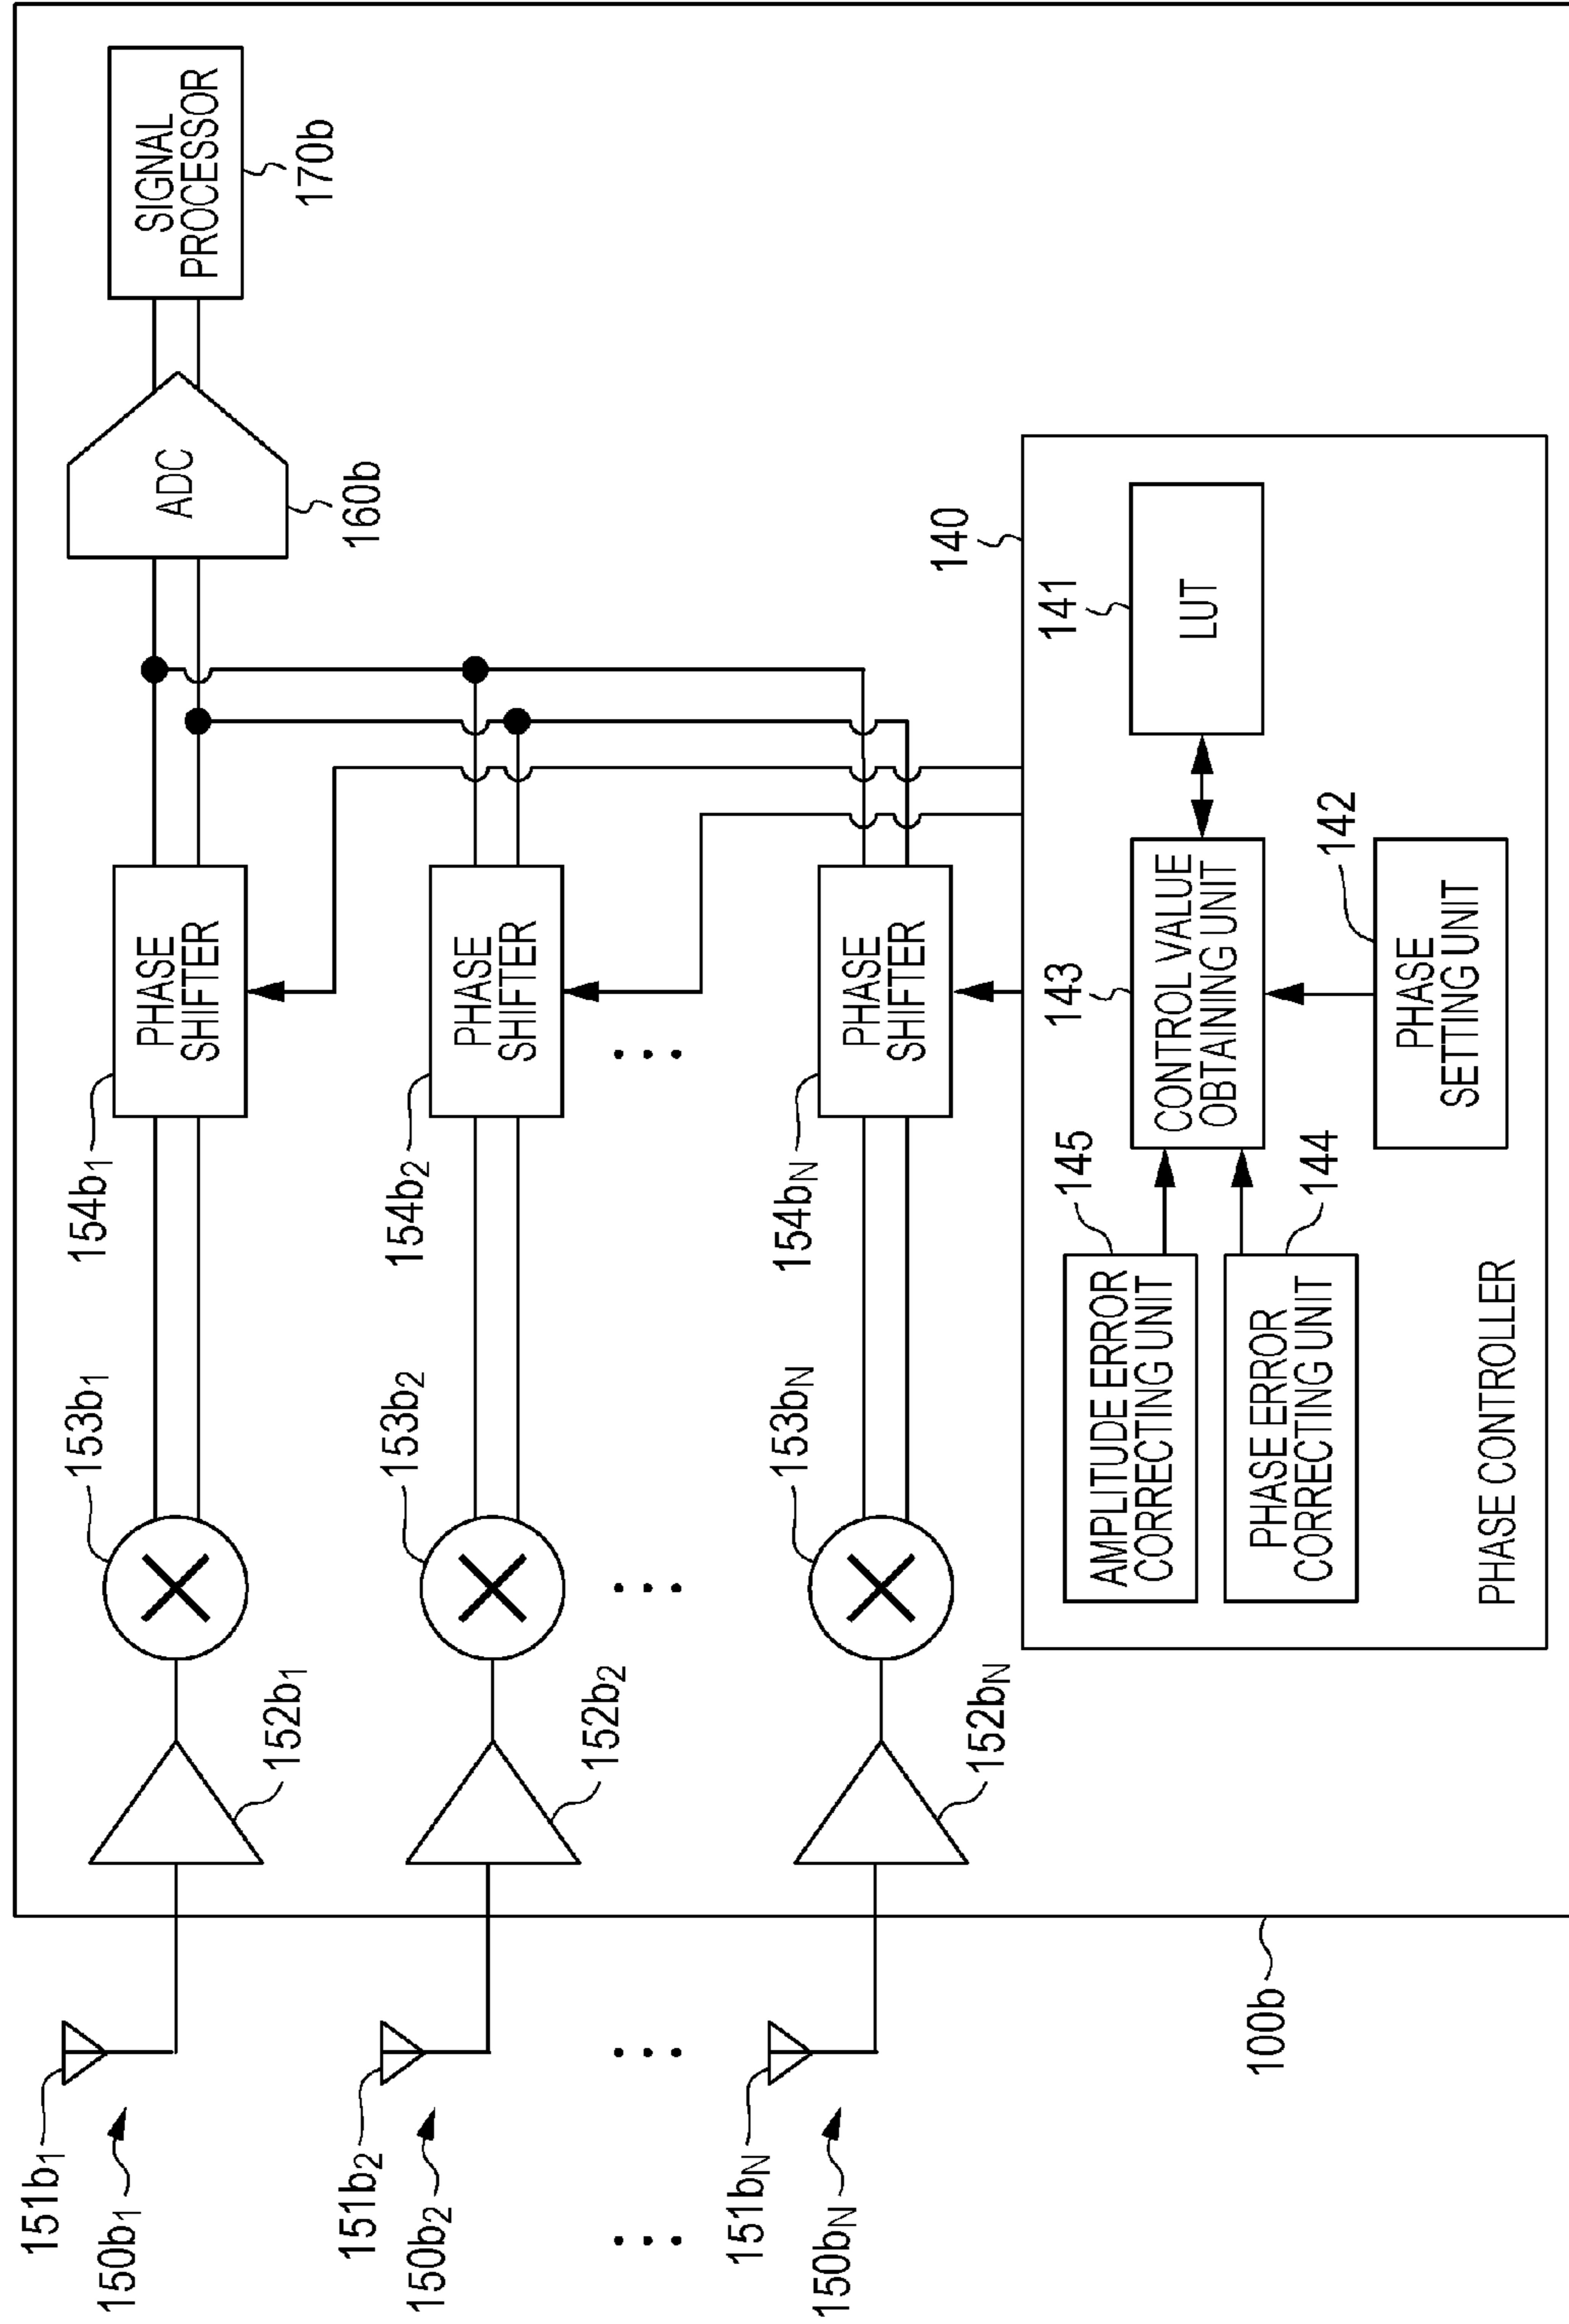 151b1
150b1
152b1
153b1
154b1
PHASE
SHIFTER
ADC
160b
SIGNAL
PROCESSOR
170b
151b2
150b2
152b2
153b2
154b2
PHASE
SHIFTER
...
...
...
...
151bN
150bN
152bN
153bN
154bN
PHASE
SHIFTER
140
AMPLITUDE ERROR
CORRECTING UNIT
145
PHASE ERROR
CORRECTING UNIT
144
143
CONTROL VALUE
OBTAINING UNIT
141
LUT
142
PHASE
SETTING UNIT
PHASE CONTROLLER
100b